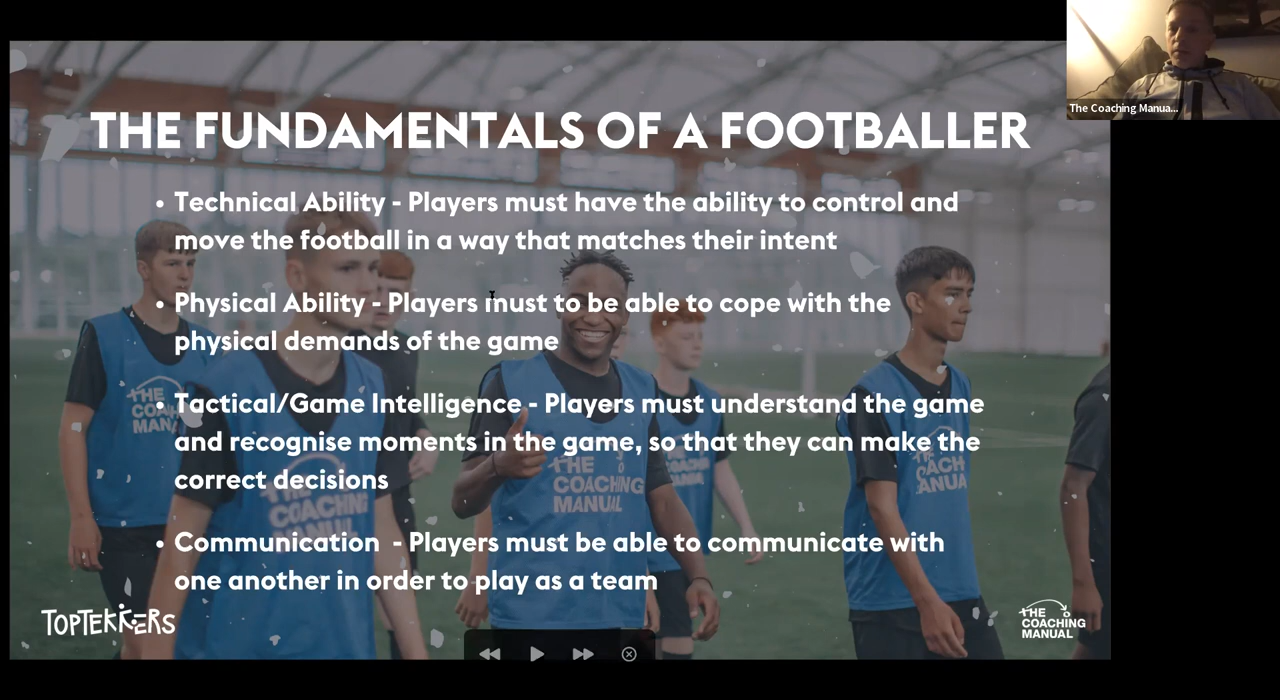 The Coaching Manua...
THE FUNDAMENTALS OF A FOOTBALLER
• Technical Ability - Players must have the ability to control and
move the football in a way that matches their intent
• Physical Ability - Players must to be able to cope with the
physical demands of the game
• Tactical/Game Intelligence - Players must understand the game
and recognise moments in the game, so that they can make the
correct decisions
• Communication - Players must be able to communicate with
one another in order to play as a team
THE
COACHING
MANUAL
TOPTEKKERS
THE
COACHING
MANUAL